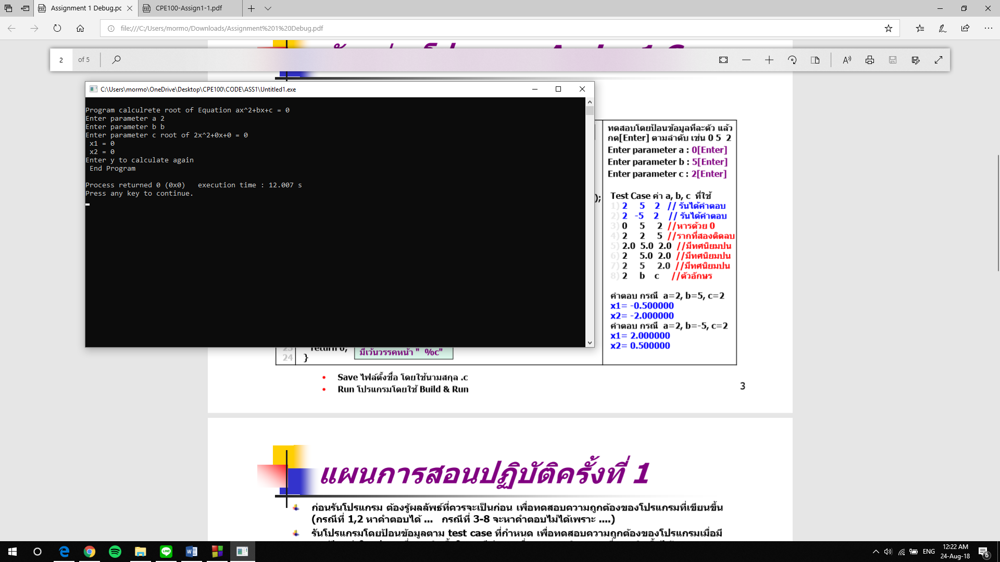 Assignment 1 Debug.pc
CPE100-Assign1-1.pdf
file:///C:/Users/mormo/Downloads/Assignment%201%20Debug.pdf
2
of 5
C:\Users\mormo\OneDrive\Desktop\CPE100\CODE\ASS1\Untitled1.exe
Program calculrete root of Equation ax^2+bx+c = 0
Enter parameter a 2
Enter parameter b b
Enter parameter c root of 2x^2+0x+0 = 0
x1 = 0
x2 = 0
Enter y to calculate again
End Program
Process returned 0 (0x0)   execution time : 12.007 s
Press any key to continue.
);
ทดสอบโดยป้อนข้อมูลทีละตัว แล้ว
กด[Enter] ตามลำดับ เช่น 0 5 2
Enter parameter a : 0[Enter]
Enter parameter b : 5[Enter]
Enter parameter c : 2[Enter]
Test Case ค่า a, b, c ที่ใช้
1) 2 5 2 // รันได้คำตอบ
2) 2 -5 2 // รันได้คำตอบ
3) 0 5 2 //หารด้วย 0
4) 2 2 5 //รากที่สองติดลบ
5) 2.0 5.0 2.0 //มีทศนิยมปน
6) 2 5.0 2.0 //มีทศนิยมปน
7) 2 5 2.0 //มีทศนิยมปน
8) 2 b c //ตัวอักษร
คำตอบ กรณี a=2, b=5, c=2
x1= -0.500000
x2= -2.000000
คำตอบ กรณี a=2, b=-5, c=2
x1= 2.000000
x2= 0.500000
23 return 0;
มีเว้นวรรคหน้า " %c"
24 }
Save ไฟล์ตั้งชื่อ โดยใช้นามสกุล .c
Run โปรแกรมโดยใช้ Build & Run
3
แผนการสอนปฏิบัติครั้งที่ 1
ก่อนรันโปรแกรม ต้องรู้ผลลัพธ์ที่ควรจะเป็นก่อน เพื่อทดสอบความถูกต้องของโปรแกรมที่เขียนขึ้น
(กรณีที่ 1,2 หาคำตอบได้ ... กรณีที่ 3-8 จะหาคำตอบไม่ได้เพราะ ....)
รันโปรแกรมโดยป้อนข้อมูลตาม test case ที่กำหนด เพื่อทดสอบความถูกต้องของโปรแกรมเมื่อมี
ENG
12:22 AM
24-Aug-18
6